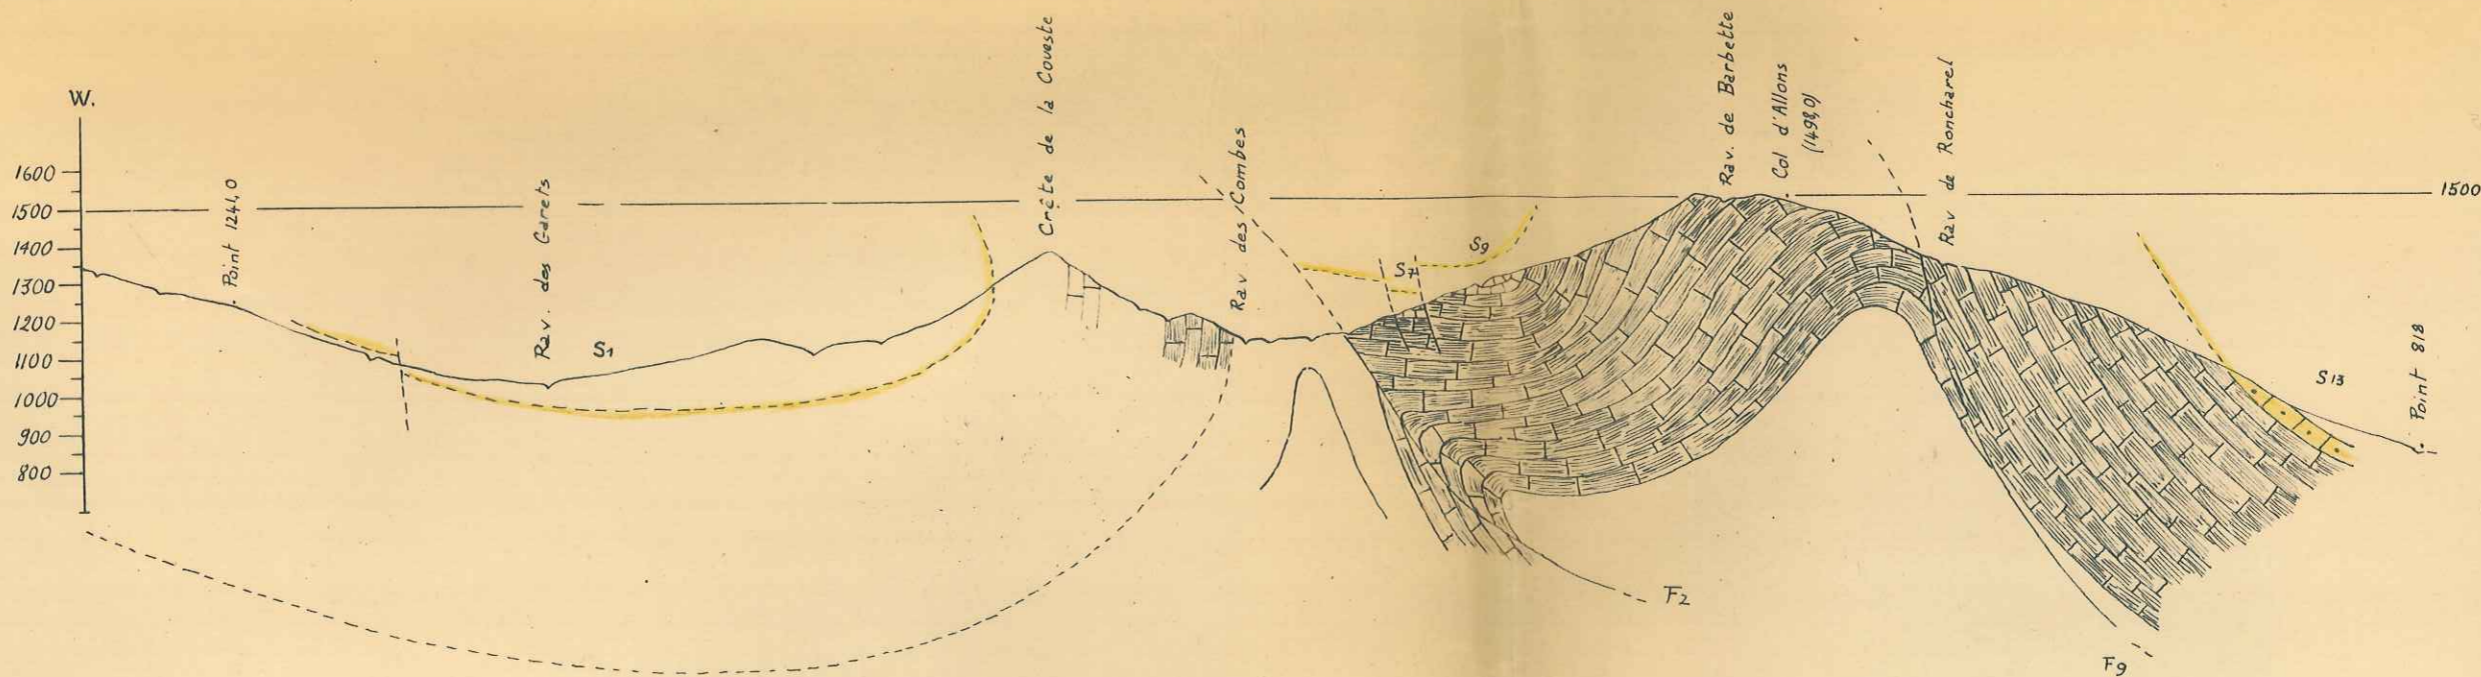 W.
1600
1500
1400
1300
1200
1100
1000
900
800
Point 1241,0
Rav. des Garets
S1
Crête de la Coueste
Rav. des Combes
S7
S9
Rav. de Barbette
Col d'Allons
(1498,0)
Rav de Roncharel
1500
S13
Point 818
F2
F9